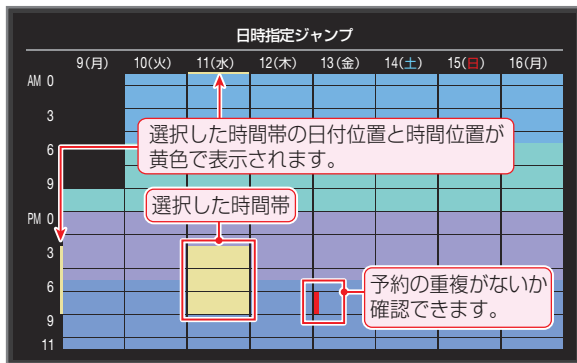 日時指定ジャンプ
9(月) 10(火) 11(水) 12(木) 13(金) 14(土) 15(日) 16(月)
AM 0
3
選択した時間帯の日付位置と時間位置が
黄色で表示されます。
6
9
選択した時間帯
PM 0
3
予約の重複がないか
確認できます。
6
9
11